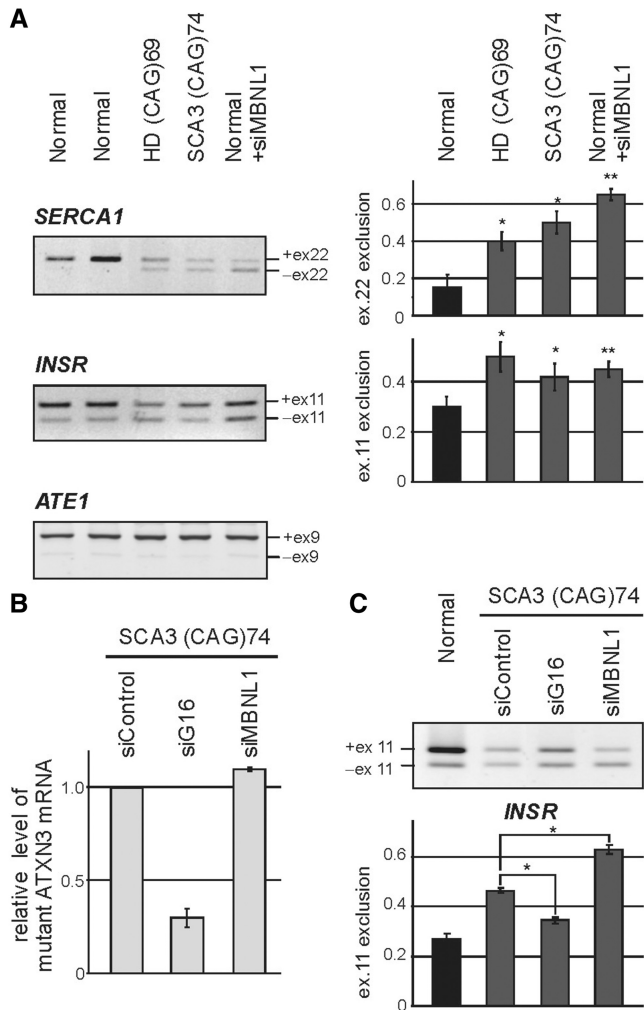 A
Normal
Normal
HD (CAG)69
SCA3 (CAG)74
Normal
+siMBNL1
SERCA1
+ex22
–ex22
INSR
+ex11
–ex11
ATE1
+ex9
–ex9
Normal
HD (CAG)69
SCA3 (CAG)74
Normal
+siMBNL1
ex.22 exclusion
0.6
0.4
0.2
0
*
*
**
ex.11 exclusion
0.4
0.2
0
*
*
**
B
SCA3 (CAG)74
siControl
siG16
siMBNL1
relative level of
mutant ATXN3 mRNA
1.0
0.5
0
C
Normal
SCA3 (CAG)74
siControl
siG16
siMBNL1
+ex 11
–ex 11
INSR
ex.11 exclusion
0.6
0.4
0.2
0
*
*